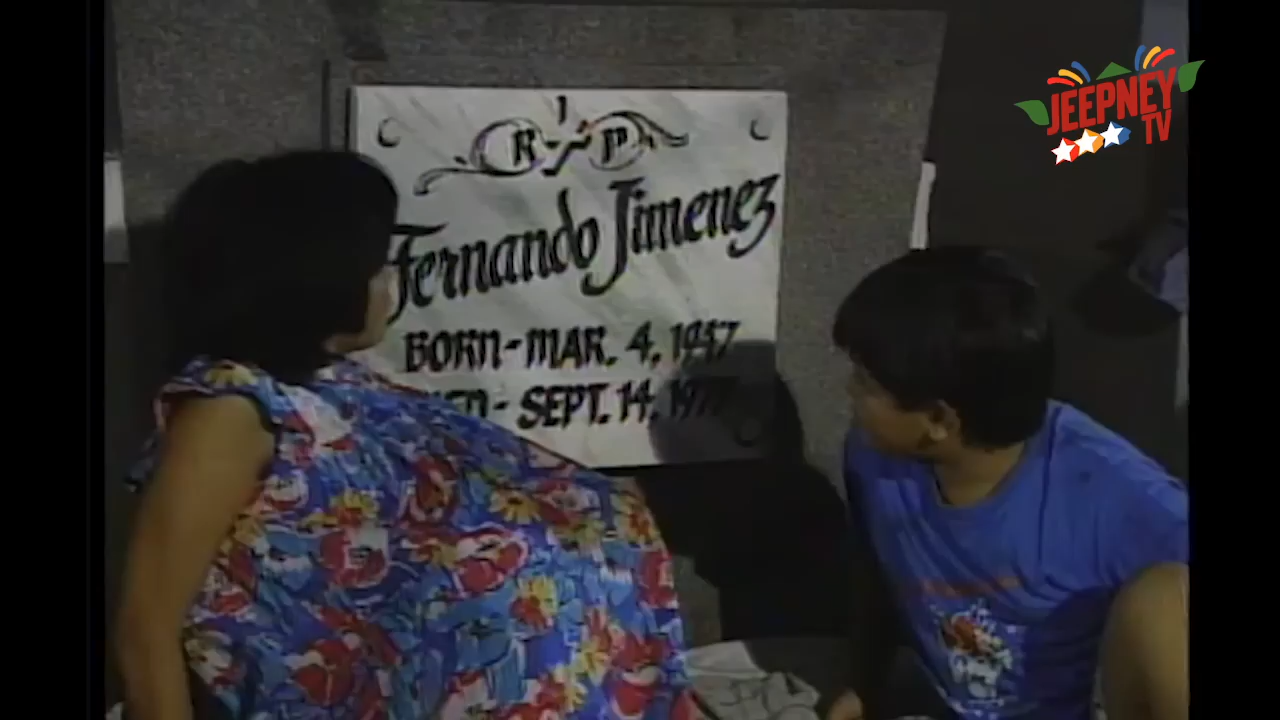 JEEPNEY
TV
R I P
Fernando Jimenez
BORN - MAR. 4, 1947
SEPT. 14,